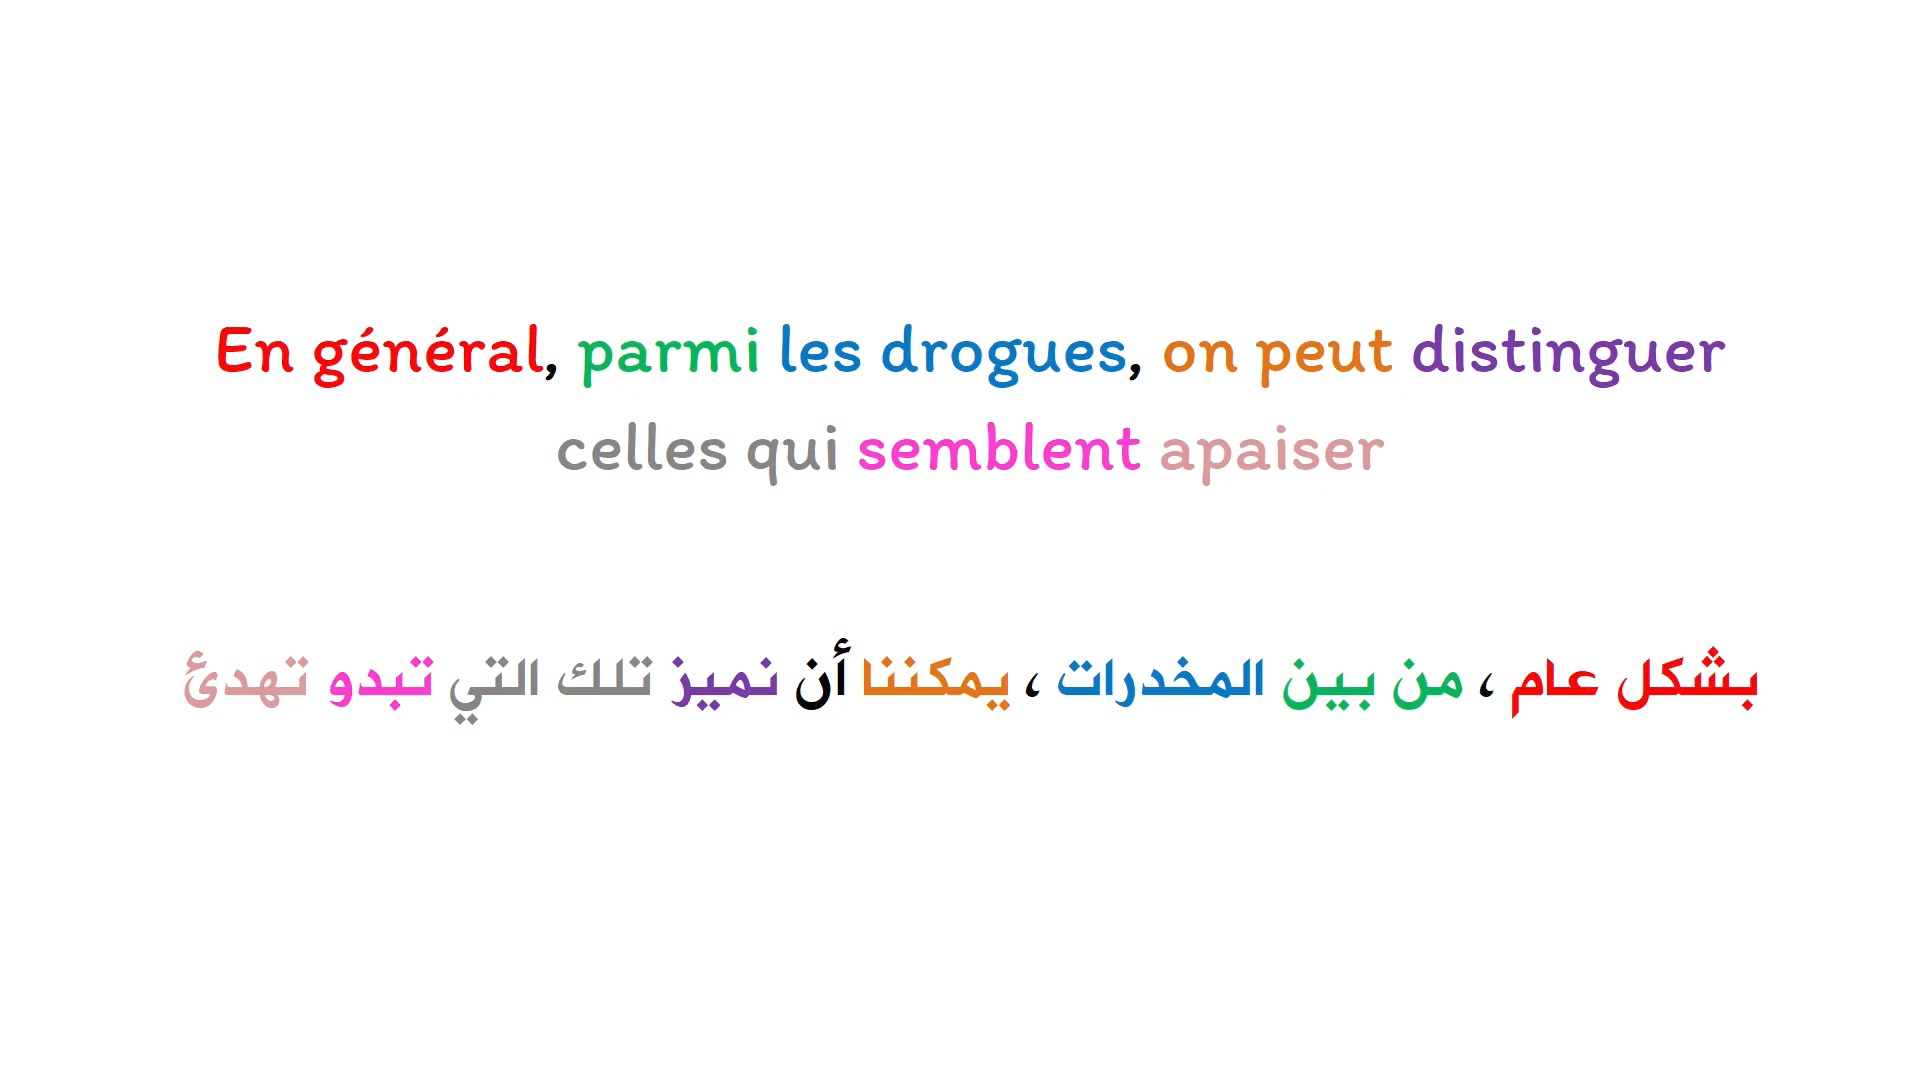 En général, parmi les drogues, on peut distinguer
celles qui semblent apaiser
بشكل عام ، من بين المخدرات ، يمكننا أن نميز تلك التي تبدو تهدئ